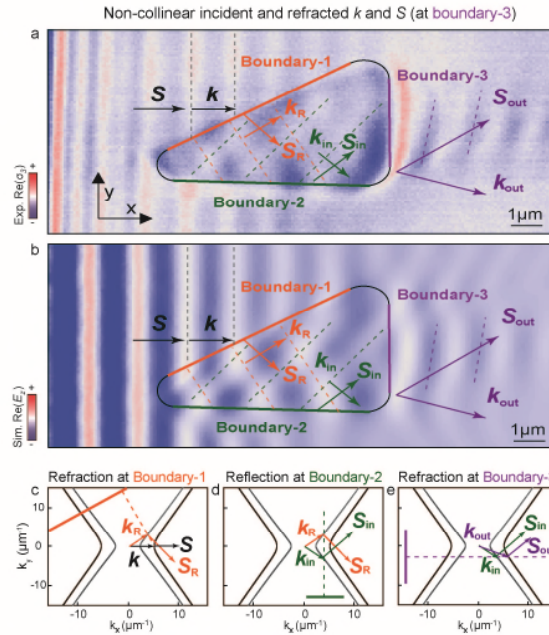 Non-collinear incident and refracted k and S (at boundary-3)
a
Boundary-1
Boundary-3
S
k
k_R
S_R
k_in
S_in
S_out
k_out
Boundary-2
y
x
1μm
- Exp. Re(σ₃) +
b
Boundary-1
Boundary-3
S
k
k_R
S_R
k_in
S_in
S_out
k_out
Boundary-2
1μm
- Sim. Re(E_z) +
c Refraction at Boundary-1
d Reflection at Boundary-2
e Refraction at Boundary-
10
0
-10
k_y (μm⁻¹)
k_R
S
k
S_R
k_R
S_in
k_in
S_R
k_out
S_in
k_in
S_ou
-10 0 10
-10 0 10
-10 0 10
k_x (μm⁻¹)
k_x (μm⁻¹)
k_x (μm⁻¹)